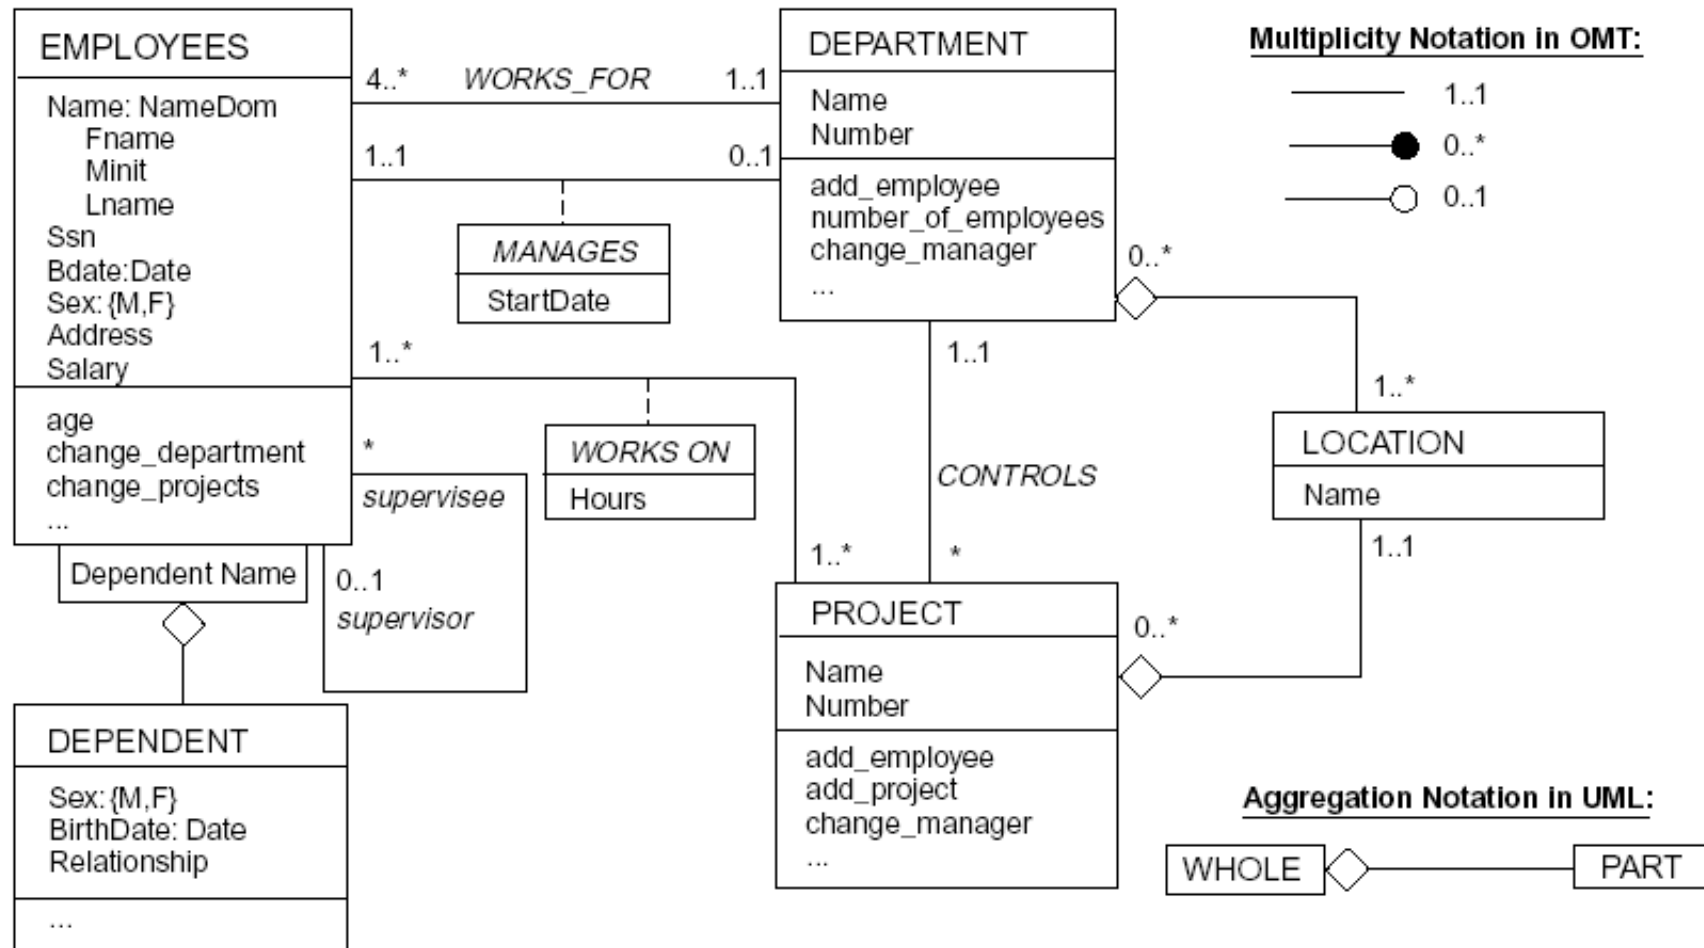 EMPLOYEES
Name: NameDom
Fname
Minit
Lname
Ssn
Bdate:Date
Sex: {M,F}
Address
Salary
age
change_department
change_projects
...
4..*
WORKS_FOR
1..1
1..1
0..1
MANAGES
StartDate
DEPARTMENT
Name
Number
add_employee
number_of_employees
change_manager
...
Multiplicity Notation in OMT:
1..1
0..*
0..1
0..*
1..*
LOCATION
Name
1..1
1..*
WORKS ON
Hours
1..*
1..1
CONTROLS
*
*
supervisee
0..1
supervisor
Dependent Name
DEPENDENT
Sex: {M,F}
BirthDate: Date
Relationship
...
PROJECT
Name
Number
add_employee
add_project
change_manager
...
0..*
Aggregation Notation in UML:
WHOLE
PART